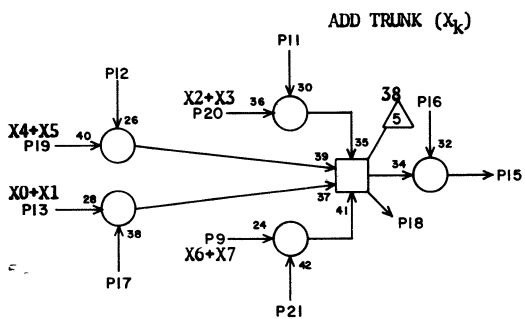 ADD TRUNK (Xk)
P11
P12
30
X2+X3
P20
36
38
5
P16
X4+X5
P19
40
26
35
32
39
34
P15
X0+X1
P13
28
37
41
P18
38
P9
24
X6+X7
42
P17
P21